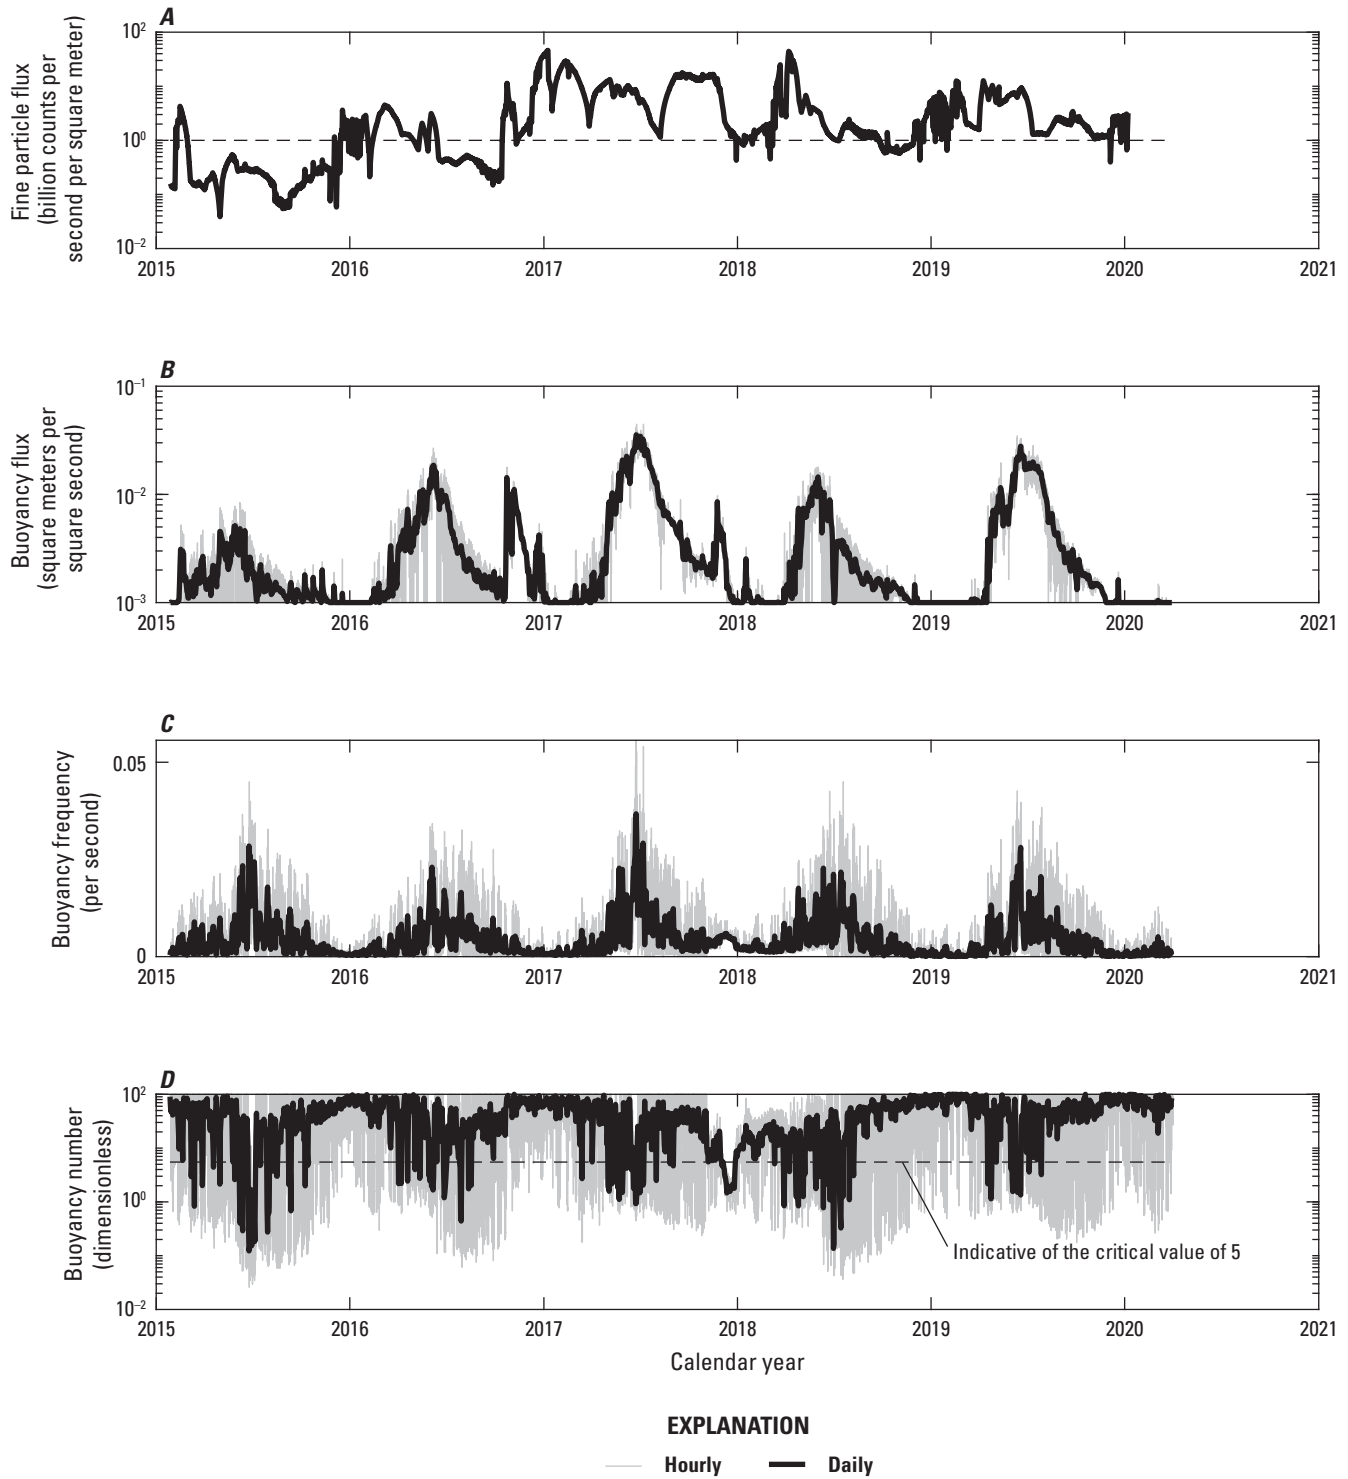 A
Fine particle flux
(billion counts per
second per square meter)
10²
10⁰
10⁻²
2015 2016 2017 2018 2019 2020 2021
B
Buoyancy flux
(square meters per
square second)
10⁻¹
10⁻²
10⁻³
2015 2016 2017 2018 2019 2020 2021
C
Buoyancy frequency
(per second)
0.05
0
2015 2016 2017 2018 2019 2020 2021
D
Buoyancy number
(dimensionless)
10²
10⁰
10⁻²
Indicative of the critical value of 5
2015 2016 2017 2018 2019 2020 2021
Calendar year
EXPLANATION
Hourly Daily